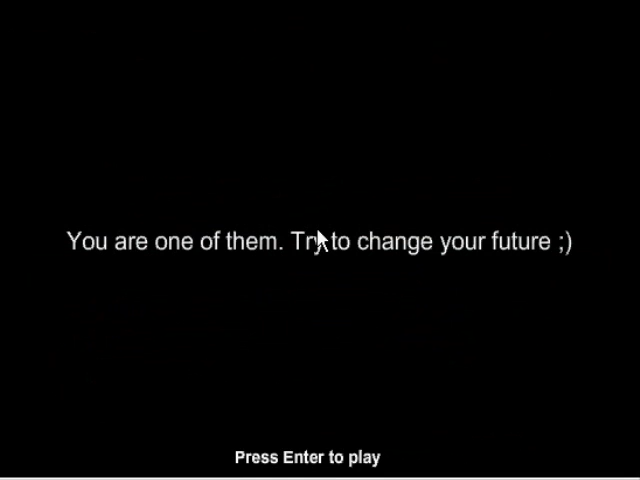 You are one of them. Try to change your future ;)
Press Enter to play